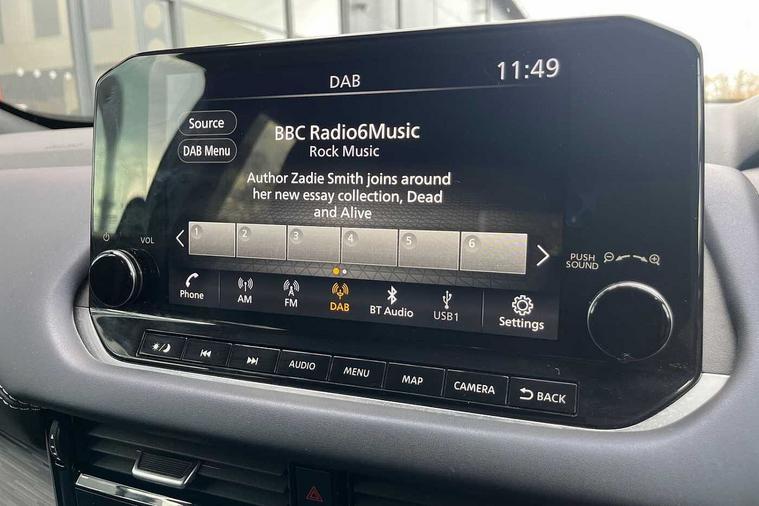 DAB
11:49
Source
DAB Menu
BBC Radio6Music
Rock Music
Author Zadie Smith joins around
her new essay collection, Dead
and Alive
1 2 3 4 5 6
VOL
PUSH
SOUND
Phone
AM
FM
DAB
BT Audio
USB1
Settings
AUDIO
MENU
MAP
CAMERA
BACK